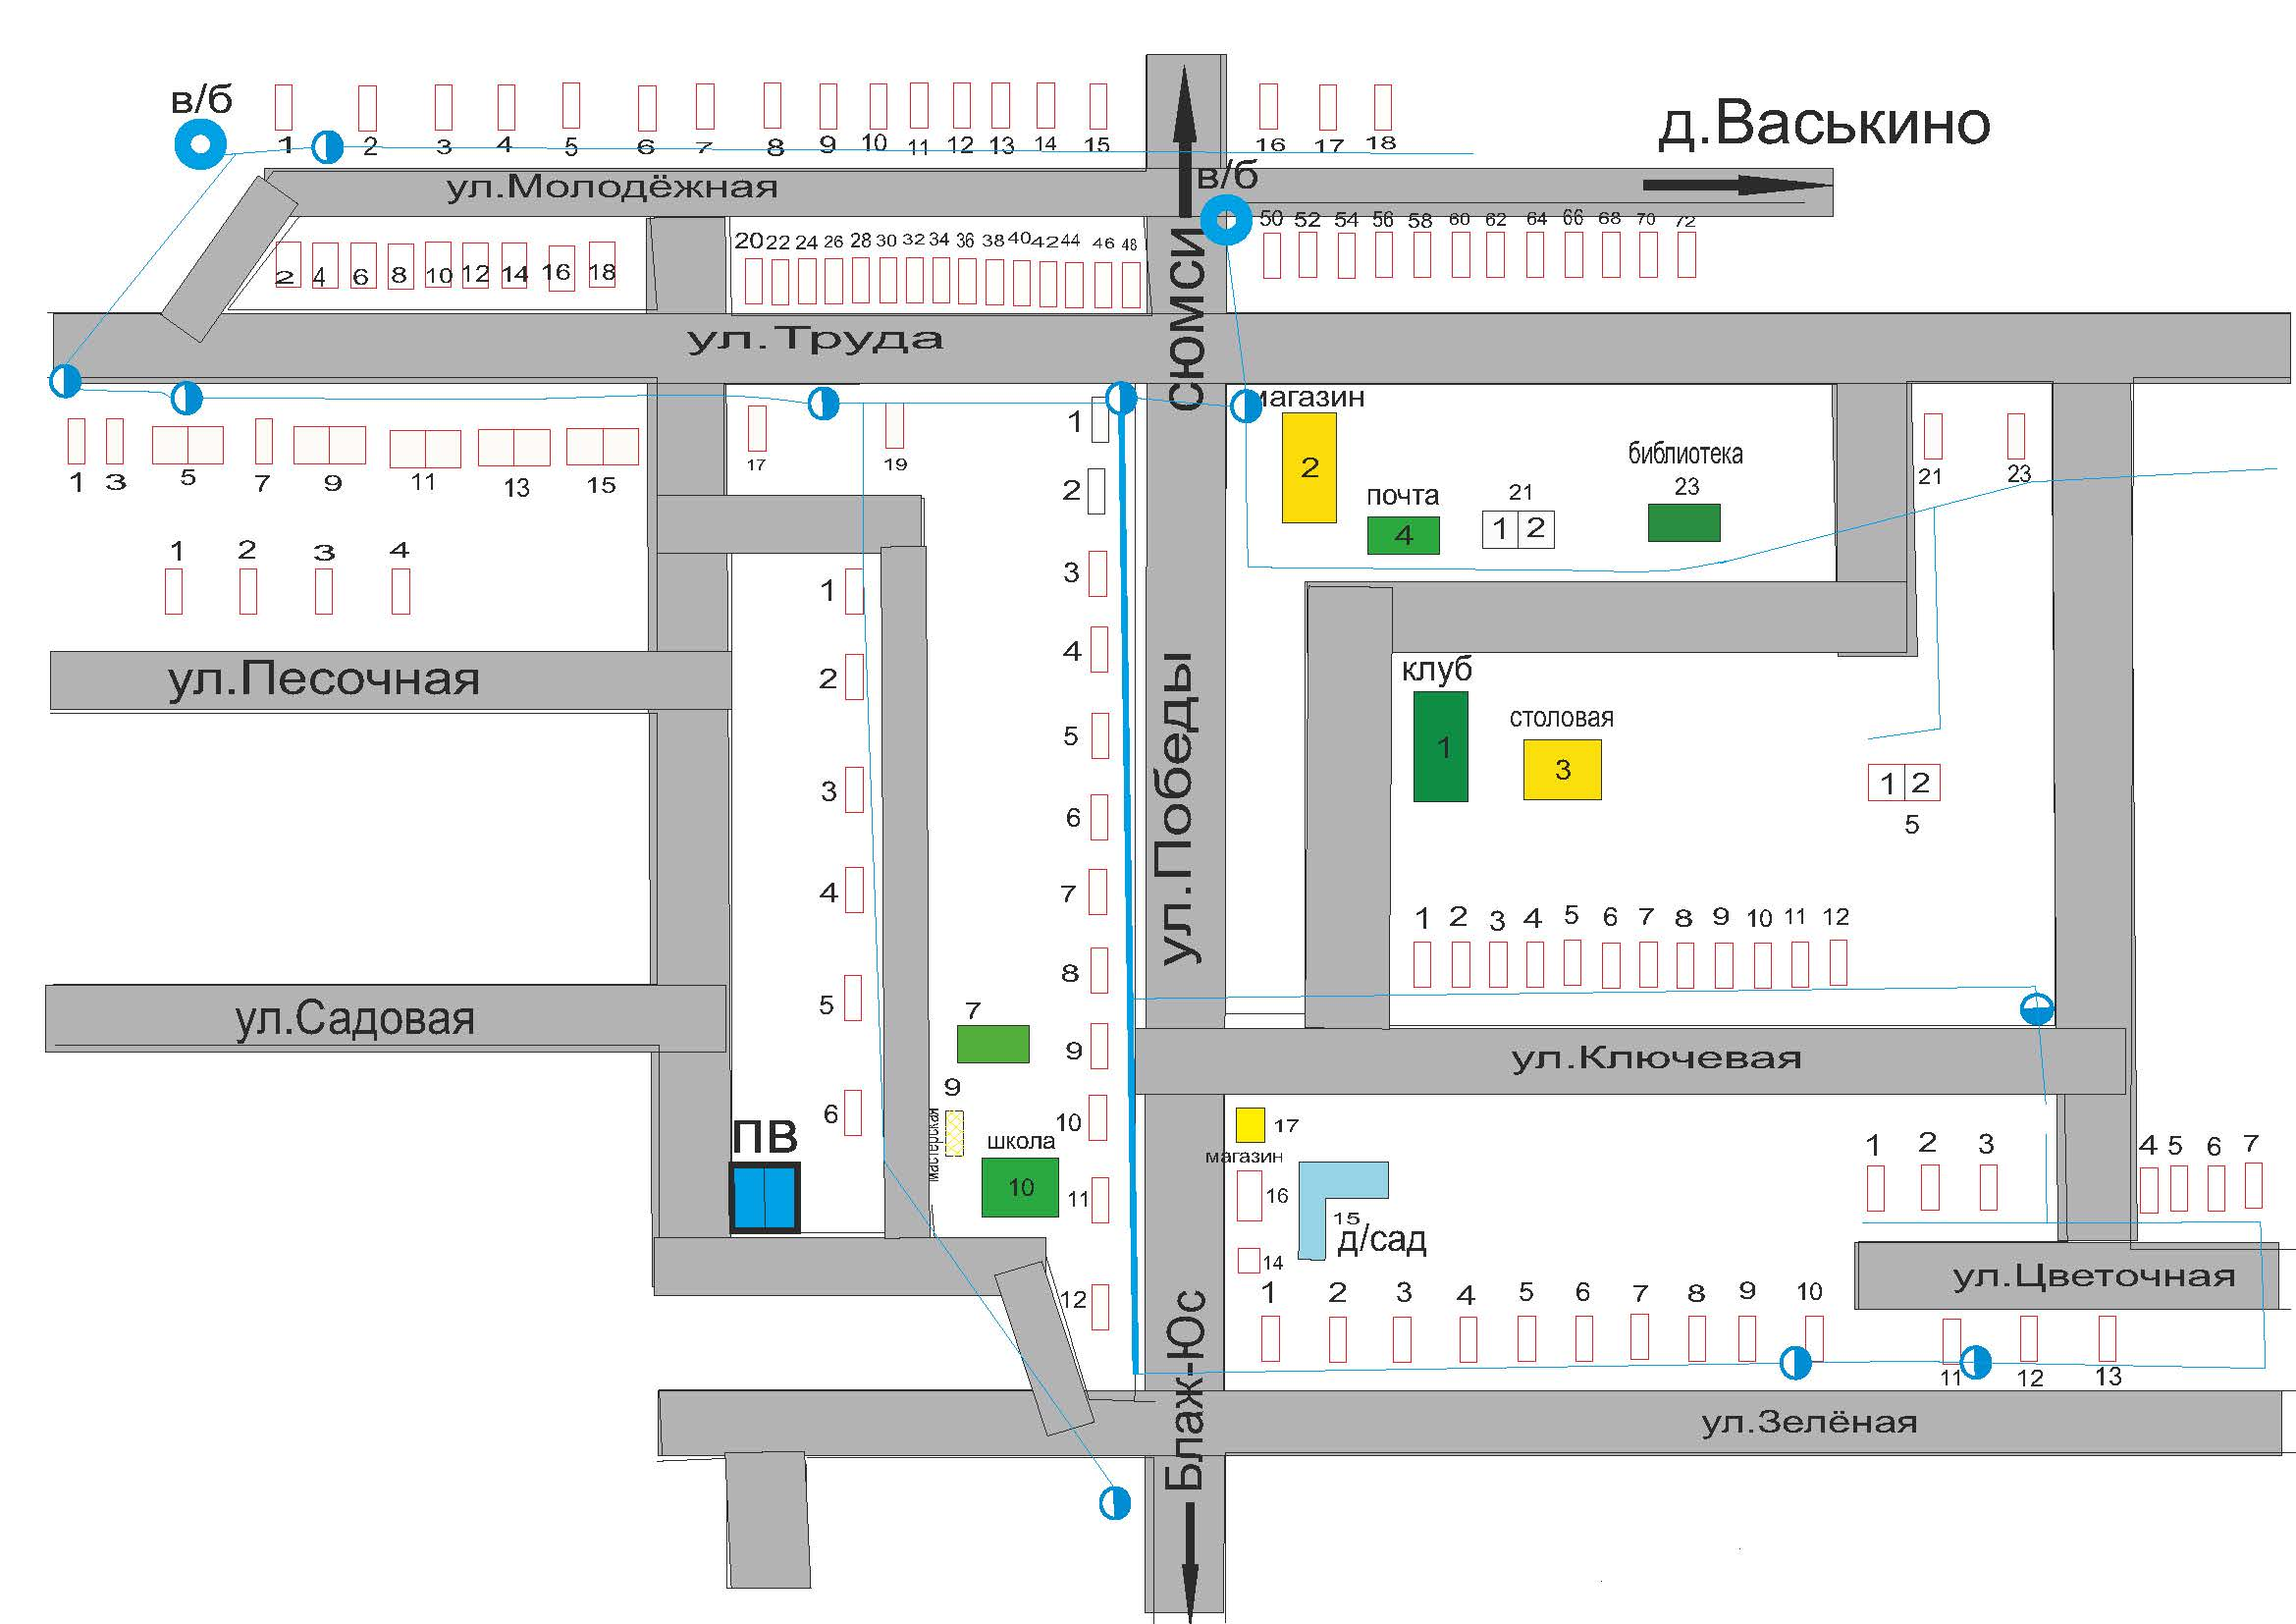 в/б
1 2 3 4 5 6 7 8 9 10 11 12 13 14 15 16 17 18
д.Васькино
ул.Молодёжная
в/б
50 52 54 56 58 60 62 64 66 68 70 72
20 22 24 26 28 30 32 34 36 38 40 42 44 46 48
2 4 6 8 10 12 14 16 18
сюмси
ул.Труда
магазин
2
1 3 5 7 9 11 13 15
17 19
1
2
3
4
5
6
7
8
9
10
11
12
почта
4
21
1 2
библиотека
23
21 23
1 2 3 4
ул.Песочная
1
2
3
4
5
6
ул.Победы
клуб
1
столовая
3
1 2
5
1 2 3 4 5 6 7 8 9 10 11 12
ул.Садовая
7
9
мастерская
школа
10
ул.Ключевая
ПВ
17
магазин
16
15
д/сад
14
1 2 3 4 5 6 7
ул.Цветочная
1 2 3 4 5 6 7 8 9 10
11 12 13
Блаж-Юс
ул.Зелёная